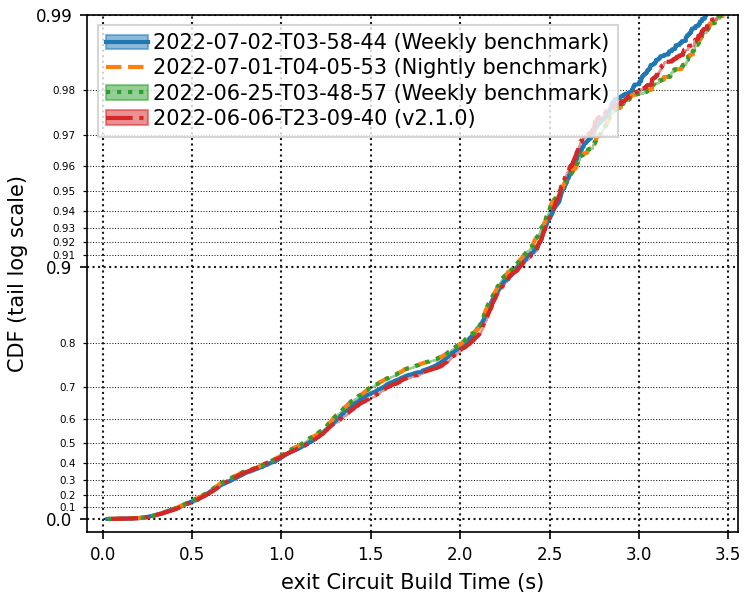 0.99
2022-07-02-T03-58-44 (Weekly benchmark)
2022-07-01-T04-05-53 (Nightly benchmark)
2022-06-25-T03-48-57 (Weekly benchmark)
2022-06-06-T23-09-40 (v2.1.0)
0.98
0.97
0.96
0.95
0.94
0.93
0.92
0.91
0.9
0.8
0.7
0.6
0.5
0.4
0.3
0.2
0.1
0.0
CDF (tail log scale)
0.0 0.5 1.0 1.5 2.0 2.5 3.0 3.5
exit Circuit Build Time (s)